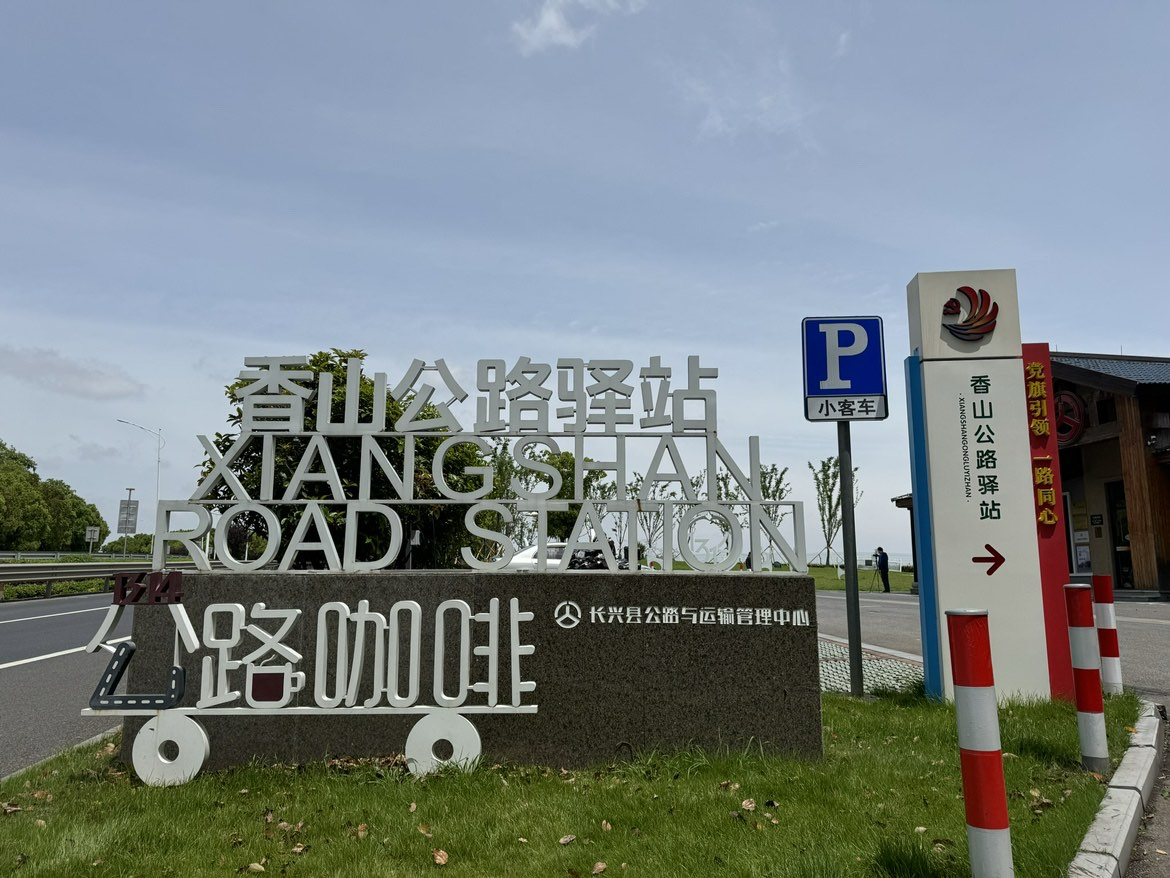 香山公路驿站
XIANGSHAN
ROAD STATION
公路咖啡
长兴县公路与运输管理中心
P
小客车
香山公路驿站
·XIANGSHANGONGLUYIZHAN·
党旗引领 一路同心